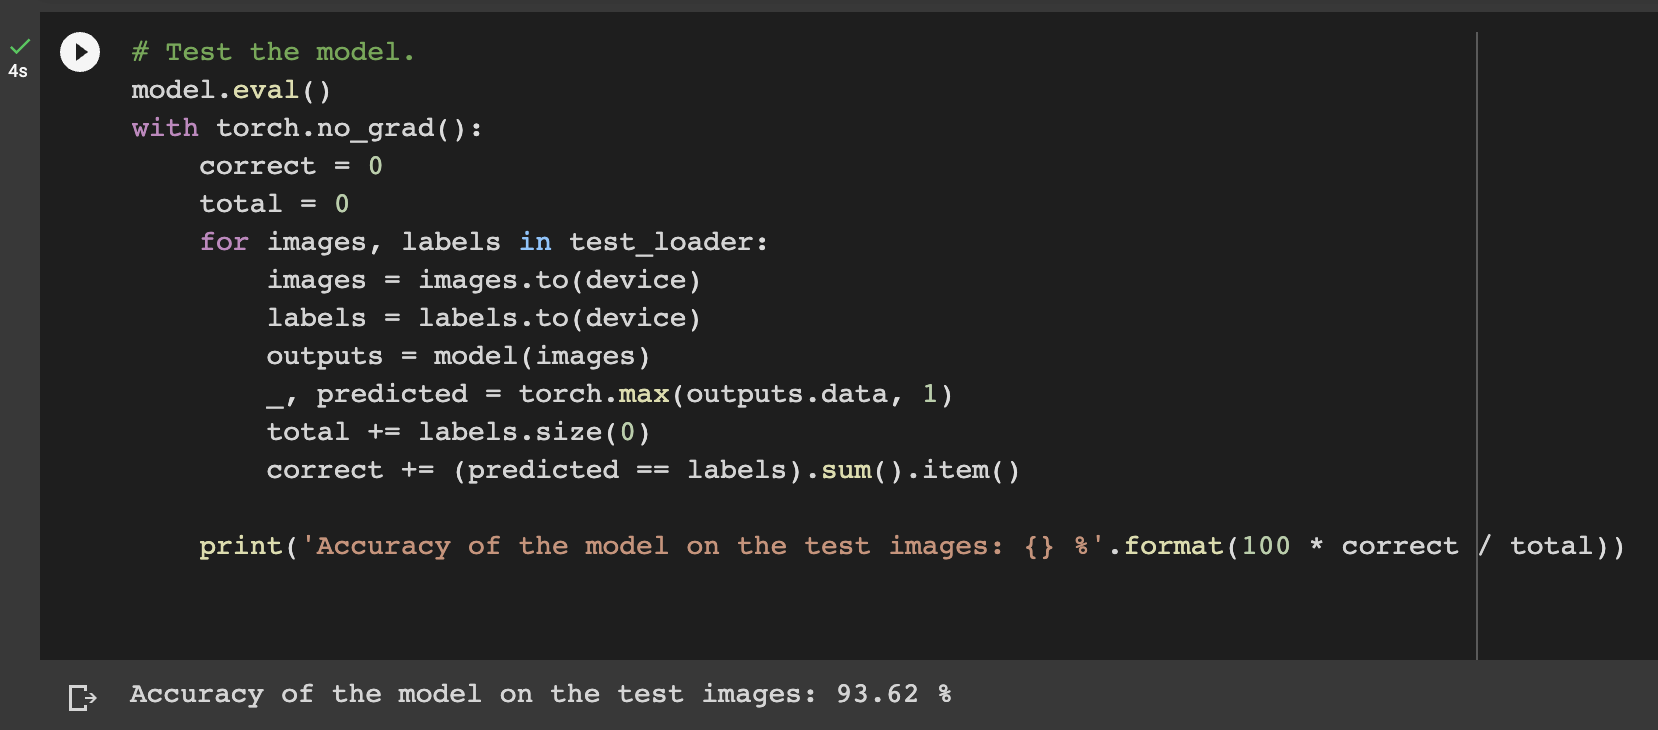 4s
# Test the model.
model.eval()
with torch.no_grad():
    correct = 0
    total = 0
    for images, labels in test_loader:
        images = images.to(device)
        labels = labels.to(device)
        outputs = model(images)
        _, predicted = torch.max(outputs.data, 1)
        total += labels.size(0)
        correct += (predicted == labels).sum().item()
    print('Accuracy of the model on the test images: {} %'.format(100 * correct / total))
Accuracy of the model on the test images: 93.62 %